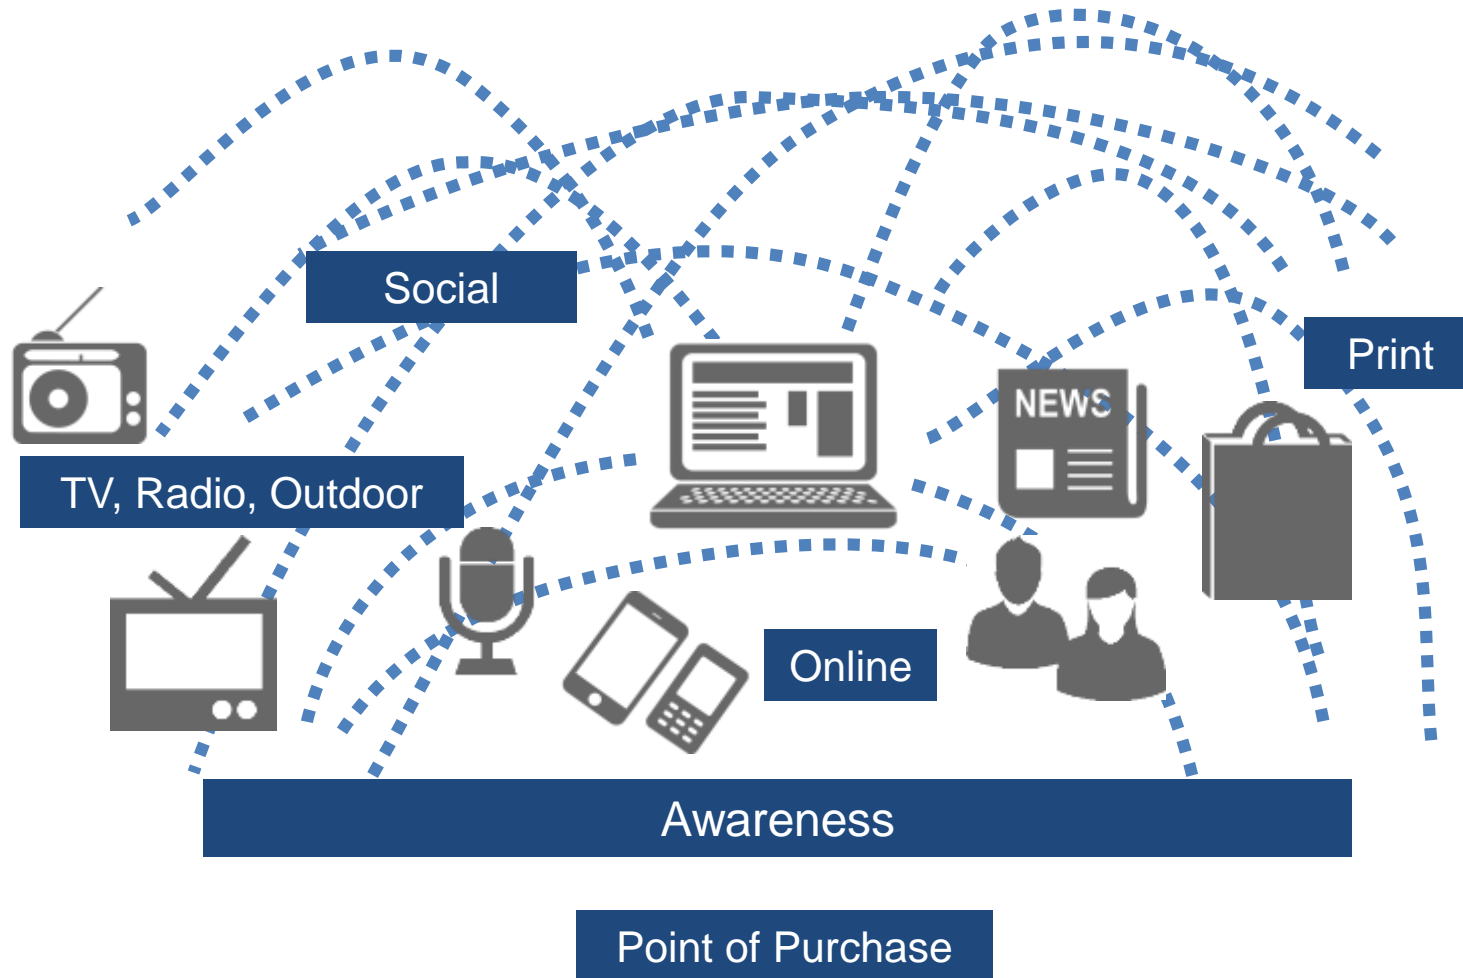 Social
Print
NEWS
TV, Radio, Outdoor
Online
Awareness
Point of Purchase